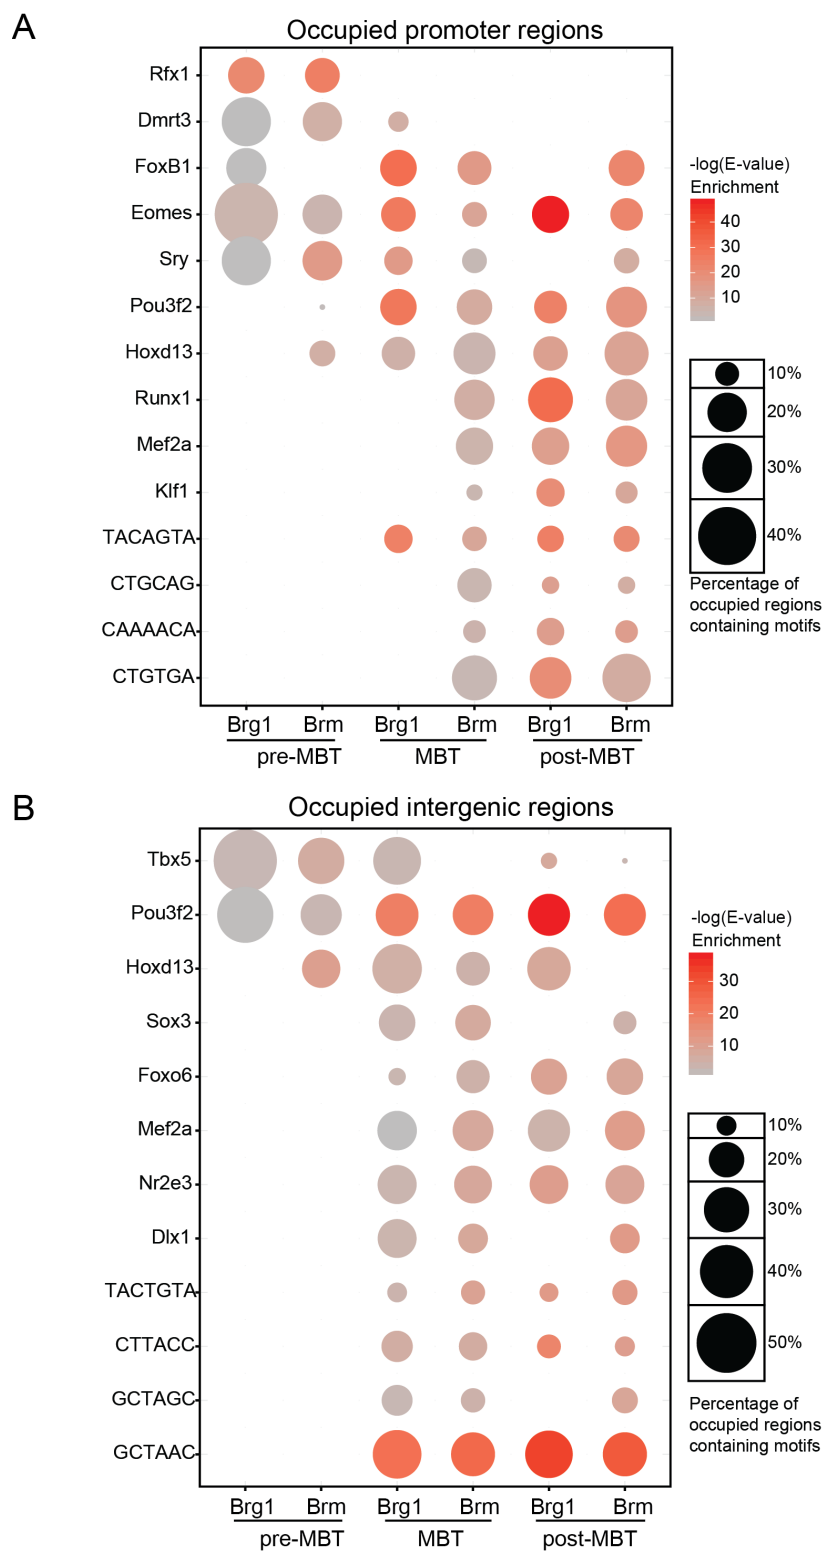 A
Occupied promoter regions
Rfx1
Dmrt3
FoxB1
Eomes
Sry
Pou3f2
Hoxd13
Runx1
Mef2a
Klf1
TACAGTA
CTGCAG
CAAAACA
CTGTGA
-log(E-value)
Enrichment
40
30
20
10
10%
20%
30%
40%
Percentage of
occupied regions
containing motifs
Brg1 Brm Brg1 Brm Brg1 Brm
pre-MBT MBT post-MBT
B
Occupied intergenic regions
Tbx5
Pou3f2
Hoxd13
Sox3
Foxo6
Mef2a
Nr2e3
Dlx1
TACTGTA
CTTACC
GCTAGC
GCTAAC
-log(E-value)
Enrichment
30
20
10
10%
20%
30%
40%
50%
Percentage of
occupied regions
containing motifs
Brg1 Brm Brg1 Brm Brg1 Brm
pre-MBT MBT post-MBT